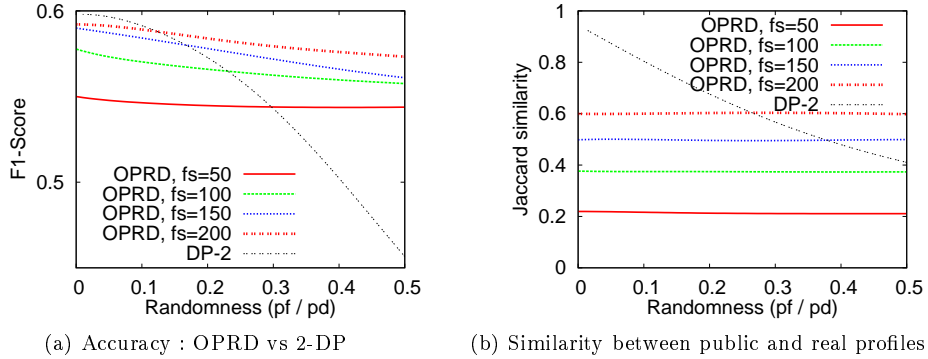 0.6
0.5
F1-Score
OPRD, fs=50
OPRD, fs=100
OPRD, fs=150
OPRD, fs=200
DP-2
0 0.1 0.2 0.3 0.4 0.5
Randomness (pf / pd)
(a) Accuracy : OPRD vs 2-DP
1
0.8
0.6
0.4
0.2
0
Jaccard similarity
OPRD, fs=50
OPRD, fs=100
OPRD, fs=150
OPRD, fs=200
DP-2
0 0.1 0.2 0.3 0.4 0.5
Randomness (pf / pd)
(b) Similarity between public and real profiles